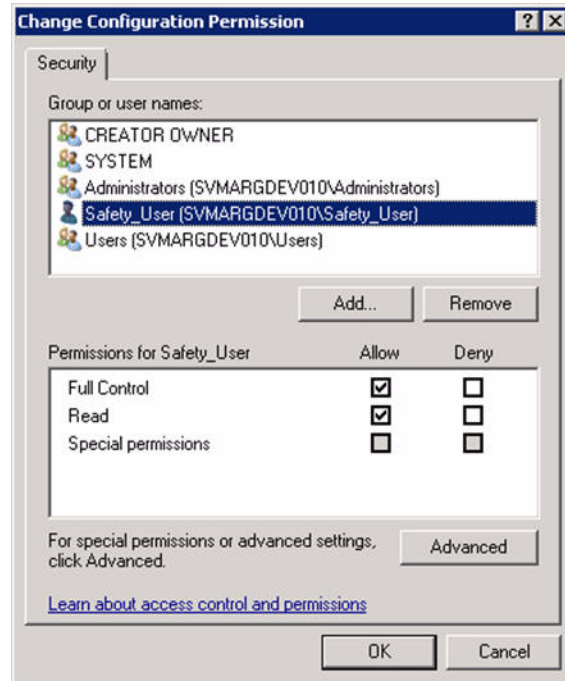 Change Configuration Permission
Security
Group or user names:
CREATOR OWNER
SYSTEM
Administrators (SVMARGDEV010\Administrators)
Safety_User (SVMARGDEV010\Safety_User)
Users (SVMARGDEV010\Users)
Add... Remove
Permissions for Safety_User Allow Deny
Full Control
Read
Special permissions
For special permissions or advanced settings,
click Advanced.
Advanced
Learn about access control and permissions
OK Cancel